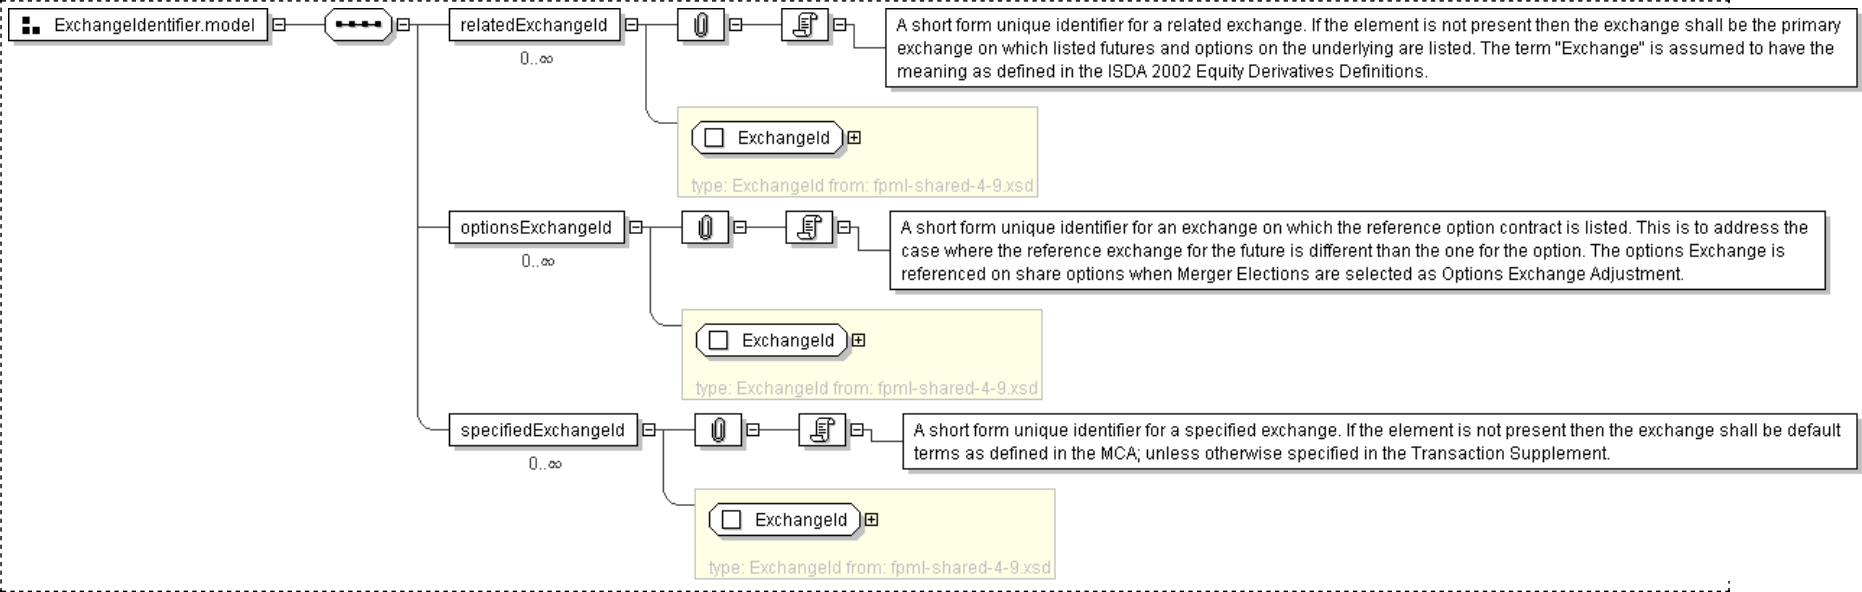 ExchangeIdentifier.model
relatedExchangeId
0..∞
A short form unique identifier for a related exchange. If the element is not present then the exchange shall be the primary
exchange on which listed futures and options on the underlying are listed. The term "Exchange" is assumed to have the
meaning as defined in the ISDA 2002 Equity Derivatives Definitions.
ExchangeId
type: ExchangeId from: fpml-shared-4-9.xsd
optionsExchangeId
0..∞
A short form unique identifier for an exchange on which the reference option contract is listed. This is to address the
case where the reference exchange for the future is different than the one for the option. The options Exchange is
referenced on share options when Merger Elections are selected as Options Exchange Adjustment.
ExchangeId
type: ExchangeId from: fpml-shared-4-9.xsd
specifiedExchangeId
0..∞
A short form unique identifier for a specified exchange. If the element is not present then the exchange shall be default
terms as defined in the MCA; unless otherwise specified in the Transaction Supplement.
ExchangeId
type: ExchangeId from: fpml-shared-4-9.xsd